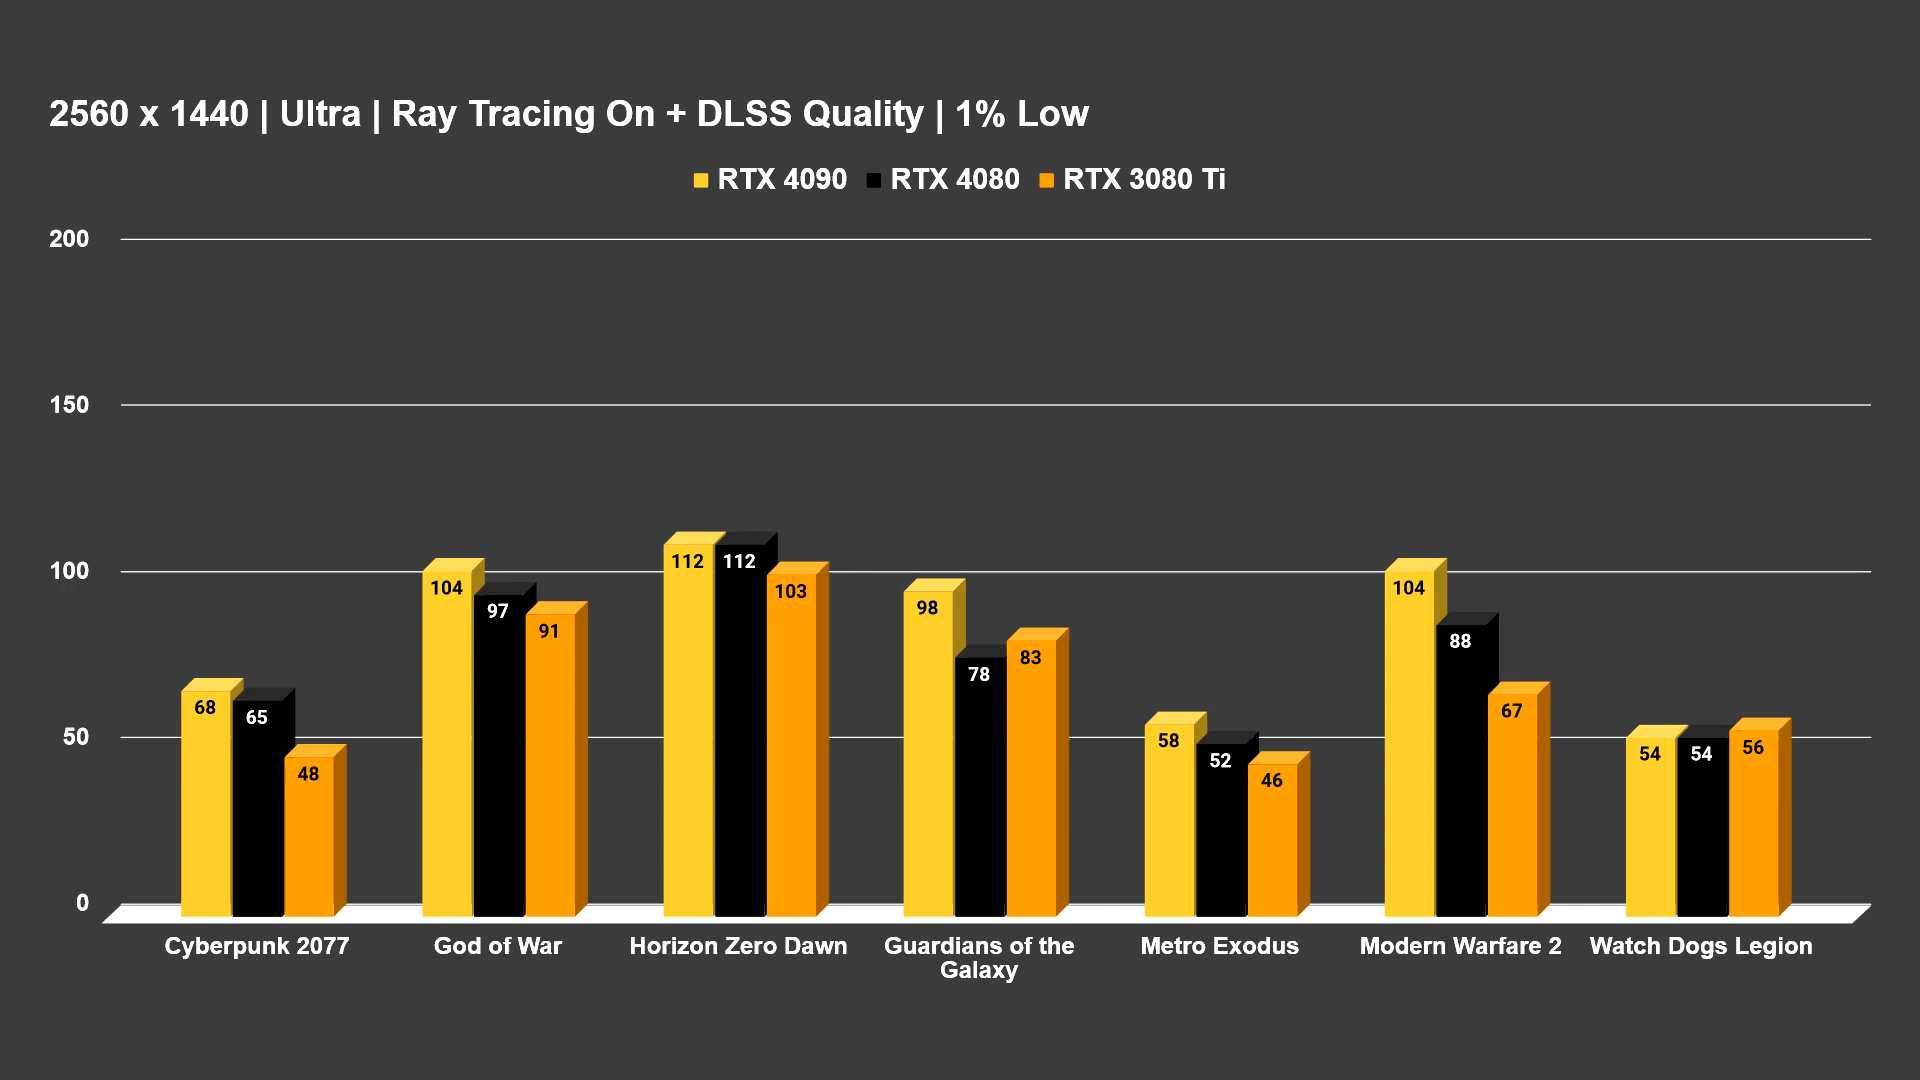 2560 x 1440 | Ultra | Ray Tracing On + DLSS Quality | 1% Low
RTX 4090 RTX 4080 RTX 3080 Ti
200
150
100
50
0
68 65 48
104 97 91
112 112 103
98 78 83
58 52 46
104 88 67
54 54 56
Cyberpunk 2077
God of War
Horizon Zero Dawn
Guardians of the
Galaxy
Metro Exodus
Modern Warfare 2
Watch Dogs Legion